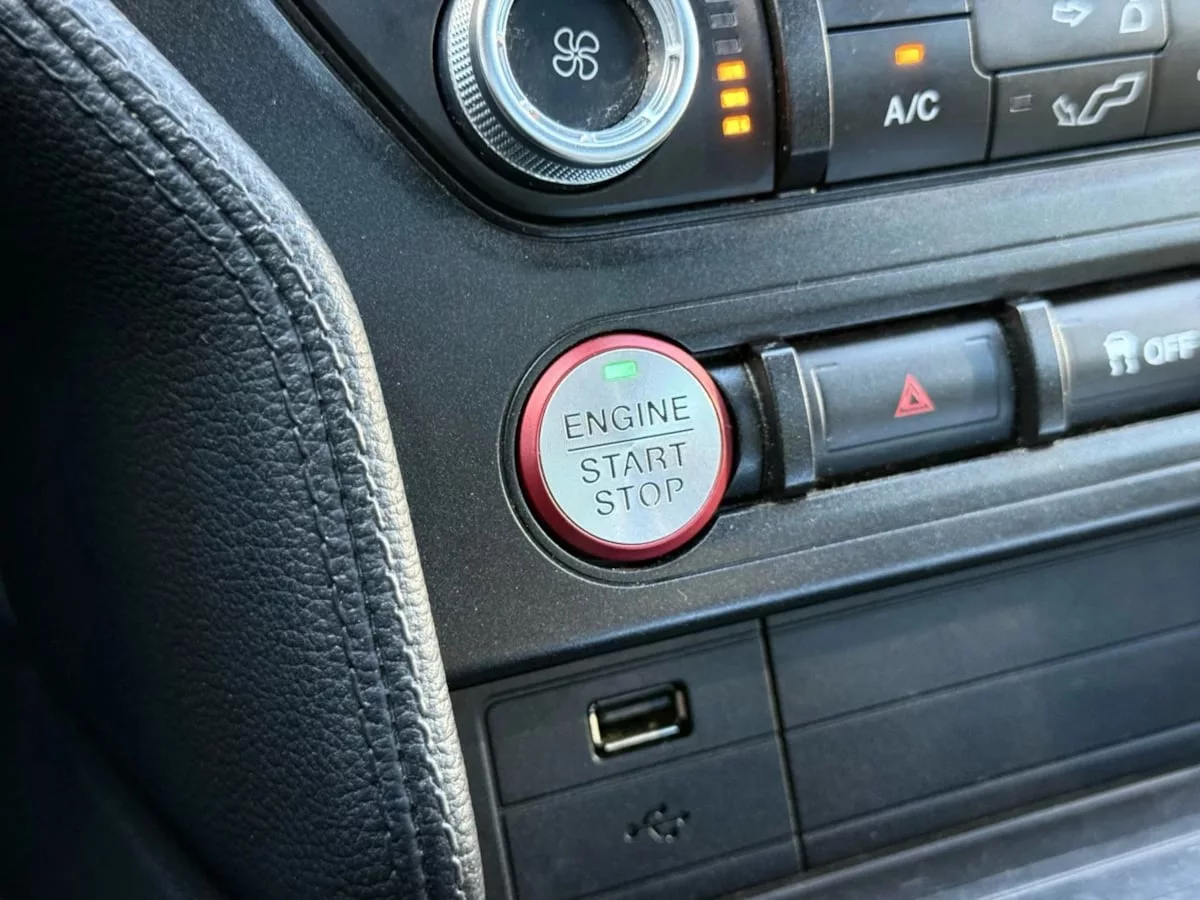 A/C
OFF
ENGINE
START
STOP